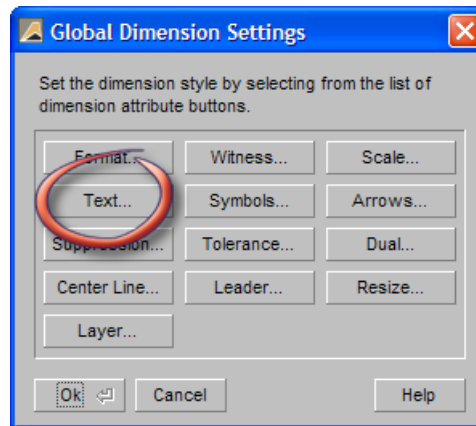 Global Dimension Settings
Set the dimension style by selecting from the list of
dimension attribute buttons.
Format... Witness... Scale...
Text... Symbols... Arrows...
Suppression... Tolerance... Dual...
Center Line... Leader... Resize...
Layer...
Ok Cancel Help